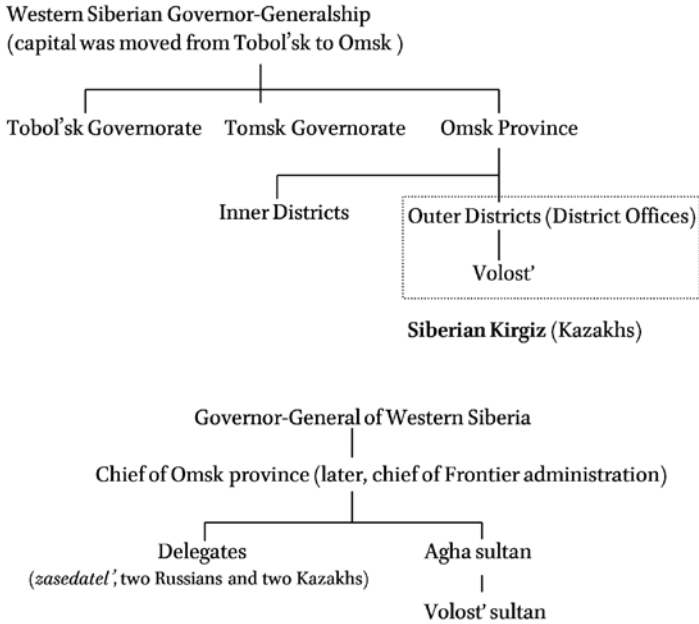 Western Siberian Governor-Generalship
(capital was moved from Tobol'sk to Omsk )
Tobol'sk Governorate Tomsk Governorate Omsk Province
Inner Districts Outer Districts (District Offices)
Volost'
Siberian Kirgiz (Kazakhs)
Governor-General of Western Siberia
Chief of Omsk province (later, chief of Frontier administration)
Delegates Agha sultan
(zasedatel', two Russians and two Kazakhs)
Volost' sultan